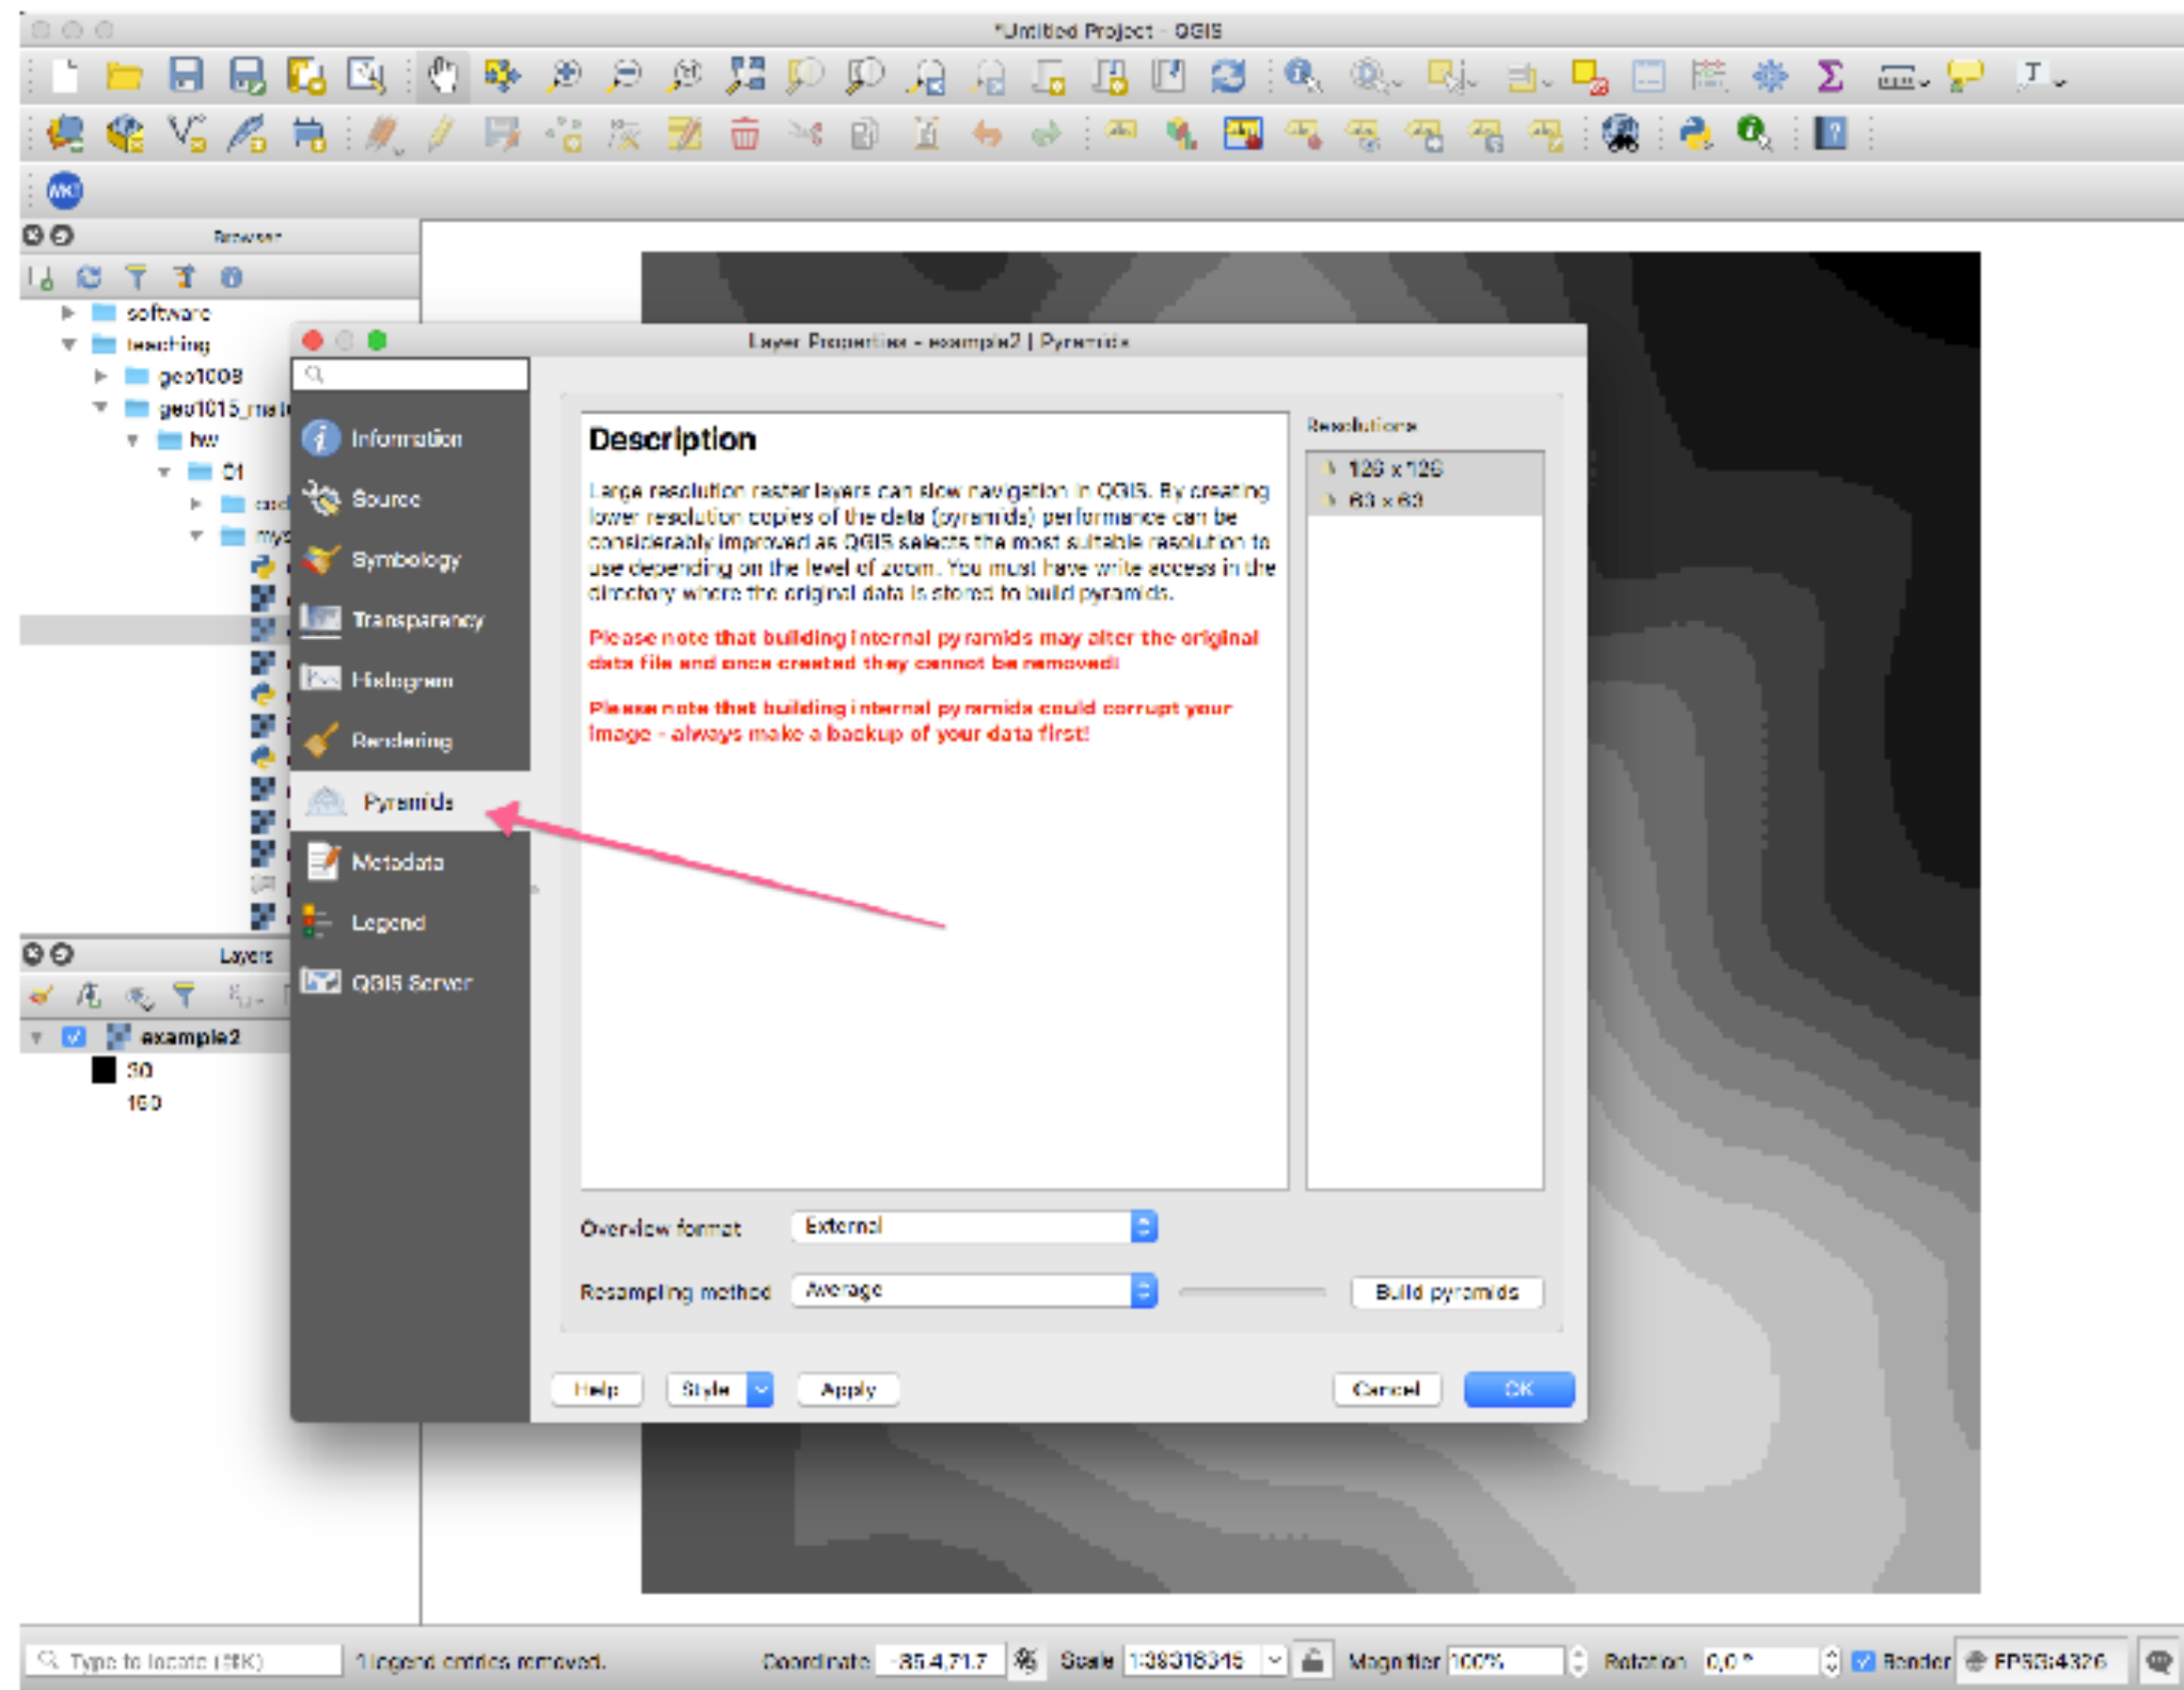 *Untitled Project - QGIS
WKT
Browser
software
teaching
geo1008
hw
01
Layers
example2
30
150
Layer Properties - example2 | Pyramids
Information
Source
Symbology
Transparency
Histogram
Rendering
Pyramids
Metadata
Legend
QGIS Server
Description
Large resolution raster layers can slow navigation in QGIS. By creating
lower resolution copies of the data (pyramids) performance can be
considerably improved as QGIS selects the most suitable resolution to
use depending on the level of zoom. You must have write access in the
directory where the original data is stored to build pyramids.
Please note that building internal pyramids may alter the original
data file and once created they cannot be removed!
Please note that building internal pyramids could corrupt your
image - always make a backup of your data first!
Resolutions
126 x 126
63 x 63
Overview format
External
Resampling method
Average
Build pyramids
Help
Style
Apply
Cancel
OK
Type to locate (⌘K)
1 legend entries removed.
Coordinate
-35.4,71.7
Scale
Magnifier
100%
Rotation
0,0 °
Render
EPSG:4326